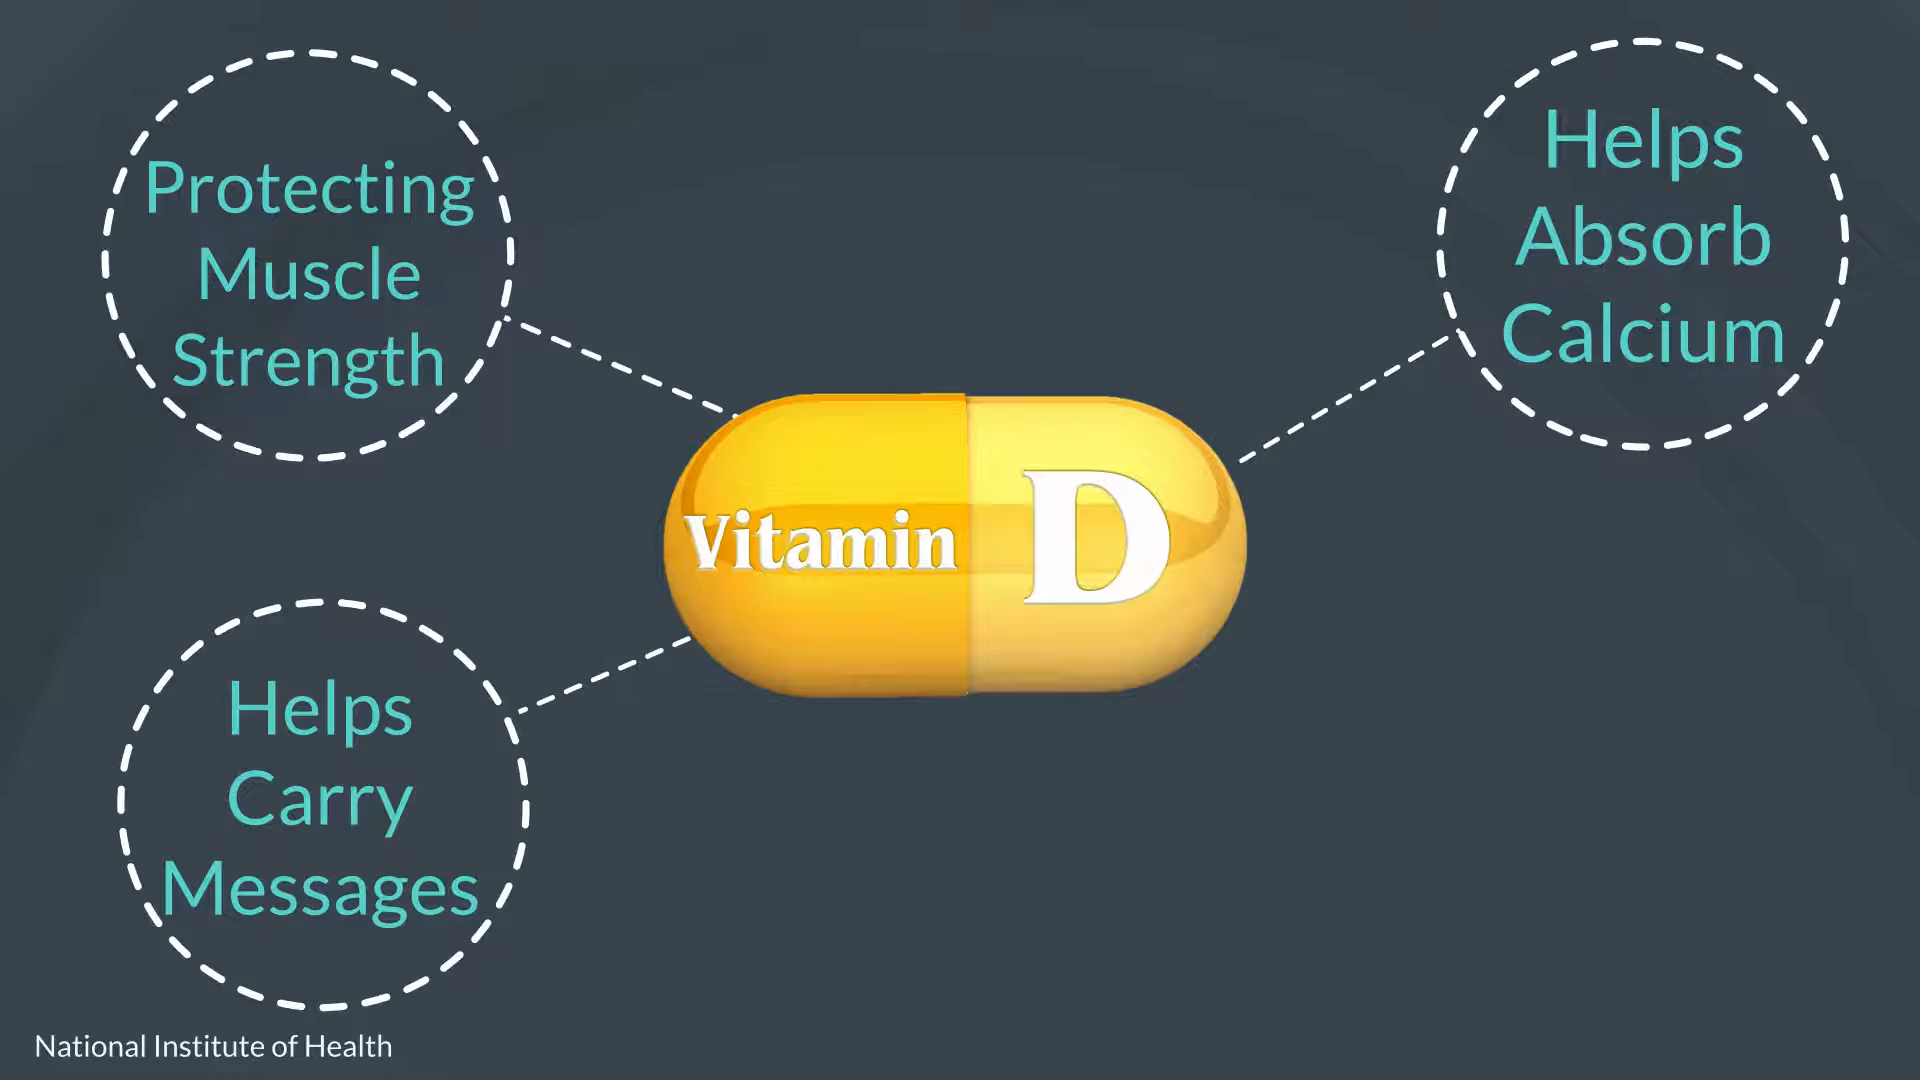 Protecting
Muscle
Strength
Helps
Absorb
Calcium
Vitamin D
Helps
Carry
Messages
National Institute of Health